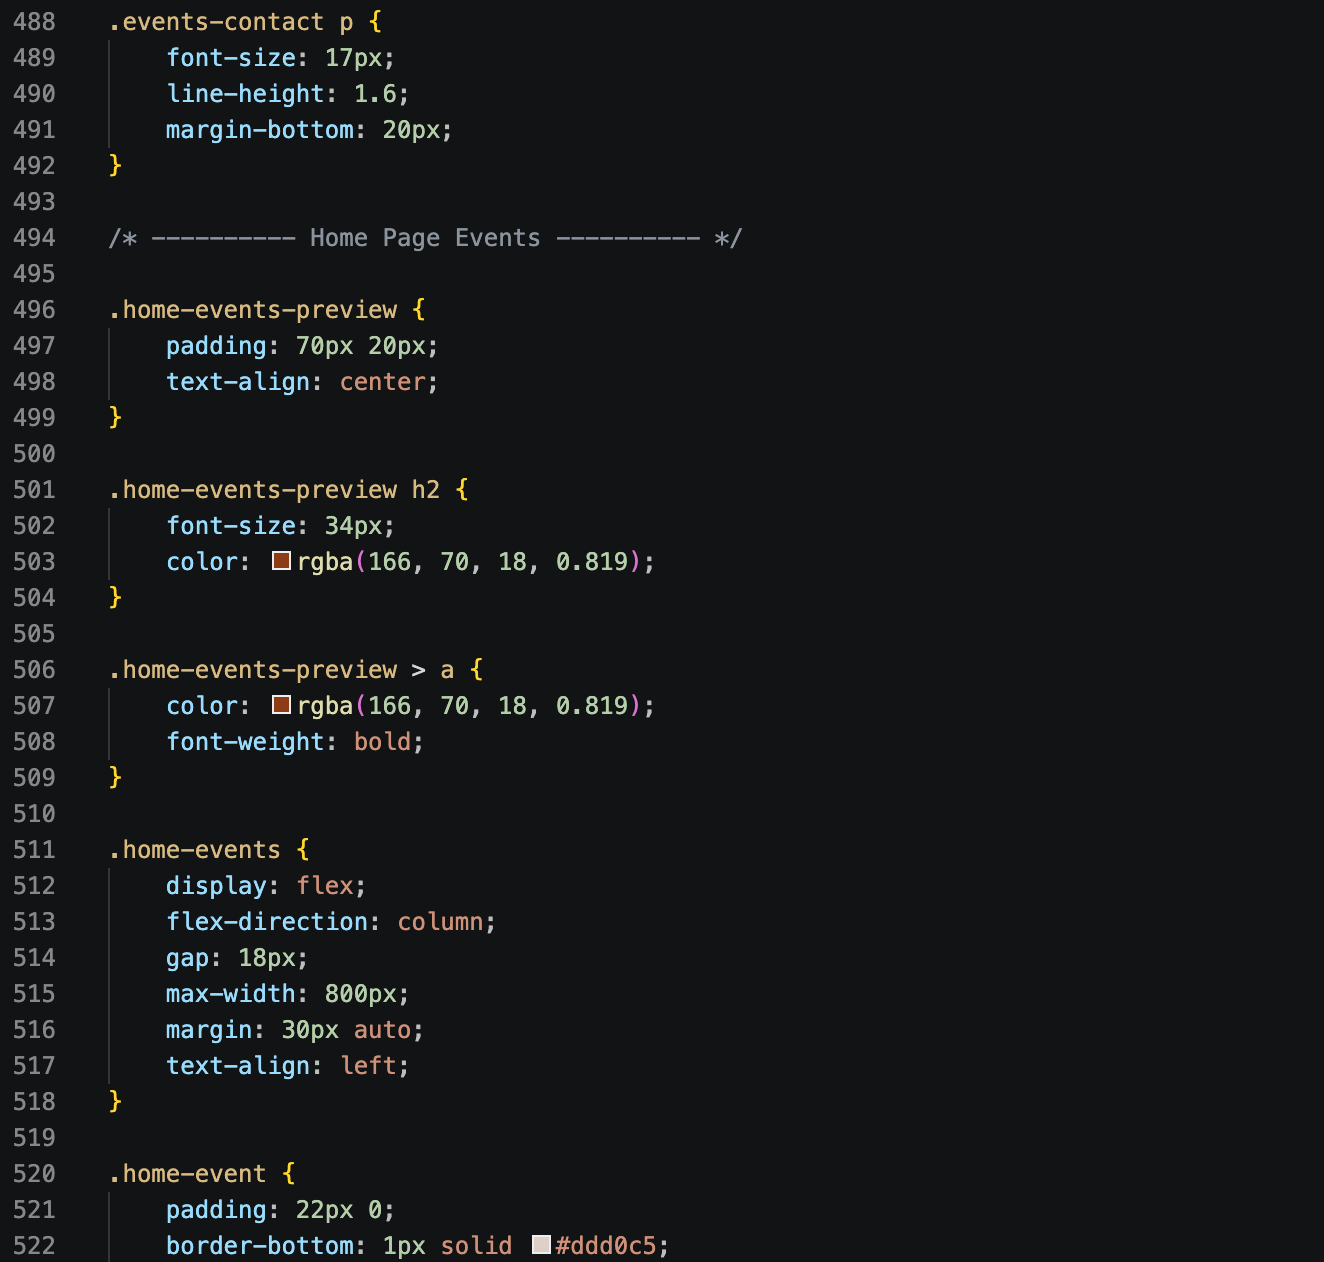 488 .events-contact p {
489     font-size: 17px;
490     line-height: 1.6;
491     margin-bottom: 20px;
492 }
493
494 /* ---------- Home Page Events ---------- */
495
496 .home-events-preview {
497     padding: 70px 20px;
498     text-align: center;
499 }
500
501 .home-events-preview h2 {
502     font-size: 34px;
503     color: rgba(166, 70, 18, 0.819);
504 }
505
506 .home-events-preview > a {
507     color: rgba(166, 70, 18, 0.819);
508     font-weight: bold;
509 }
510
511 .home-events {
512     display: flex;
513     flex-direction: column;
514     gap: 18px;
515     max-width: 800px;
516     margin: 30px auto;
517     text-align: left;
518 }
519
520 .home-event {
521     padding: 22px 0;
522     border-bottom: 1px solid #ddd0c5;